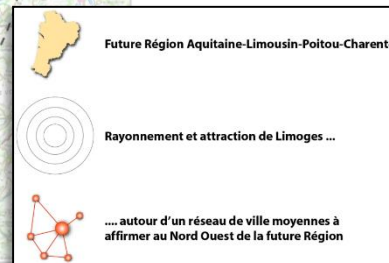 Future Région Aquitaine-Limousin-Poitou-Charent
Rayonnement et attraction de Limoges ...
.... autour d'un réseau de ville moyennes à
affirmer au Nord Ouest de la future Région